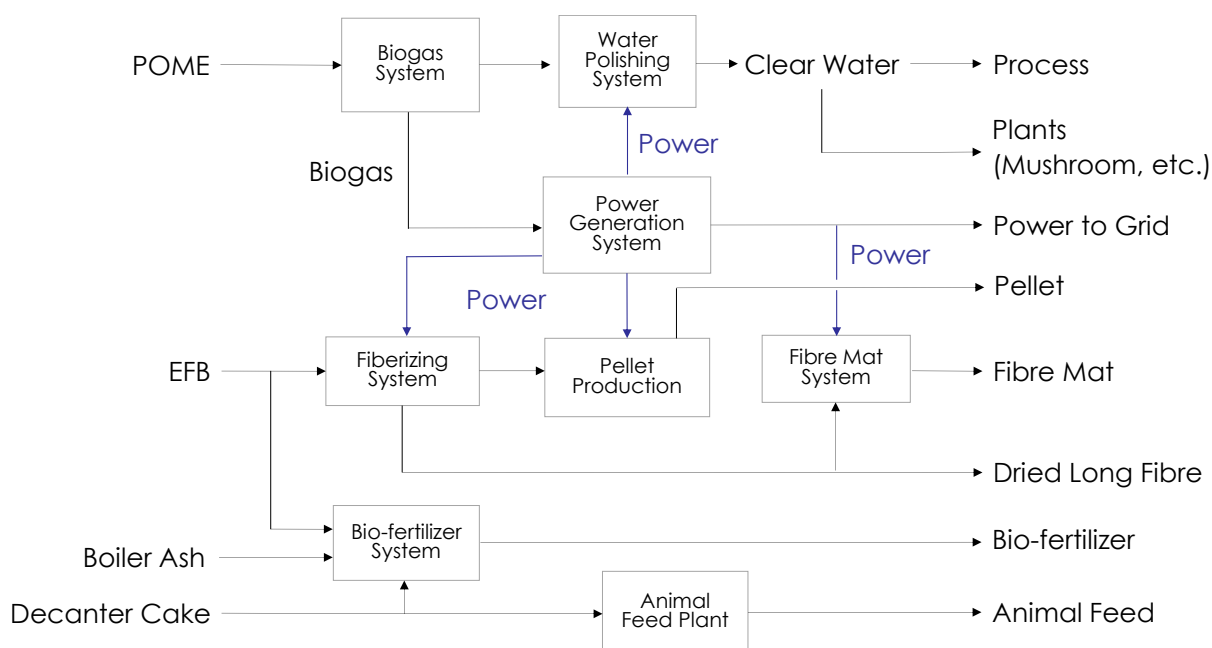 POME
Biogas
System
Water
Polishing
System
Clear Water
Process
Power
Plants
(Mushroom, etc.)
Biogas
Power
Generation
System
Power to Grid
Power
Power
Pellet
EFB
Fiberizing
System
Pellet
Production
Fibre Mat
System
Fibre Mat
Dried Long Fibre
Bio-fertilizer
System
Bio-fertilizer
Boiler Ash
Decanter Cake
Animal
Feed Plant
Animal Feed